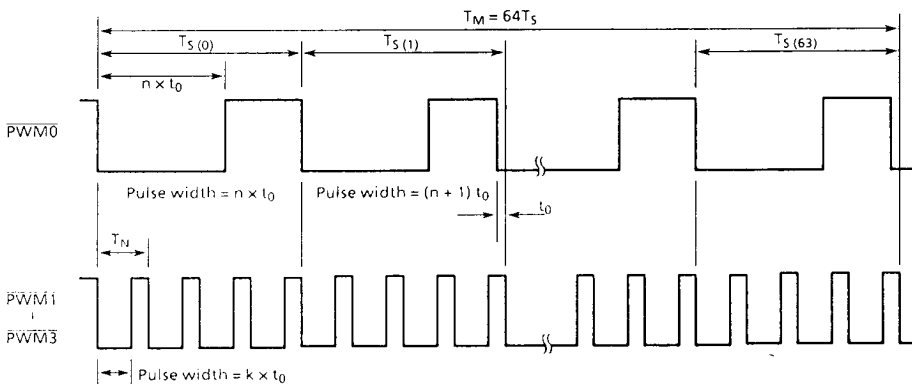 T_M = 64T_S
T_S (0)
T_S (1)
T_S (63)
n × t_0
PWM0
Pulse width = n × t_0
Pulse width = (n + 1) t_0
t_0
T_N
PWM1
PWM3
Pulse width = k × t_0